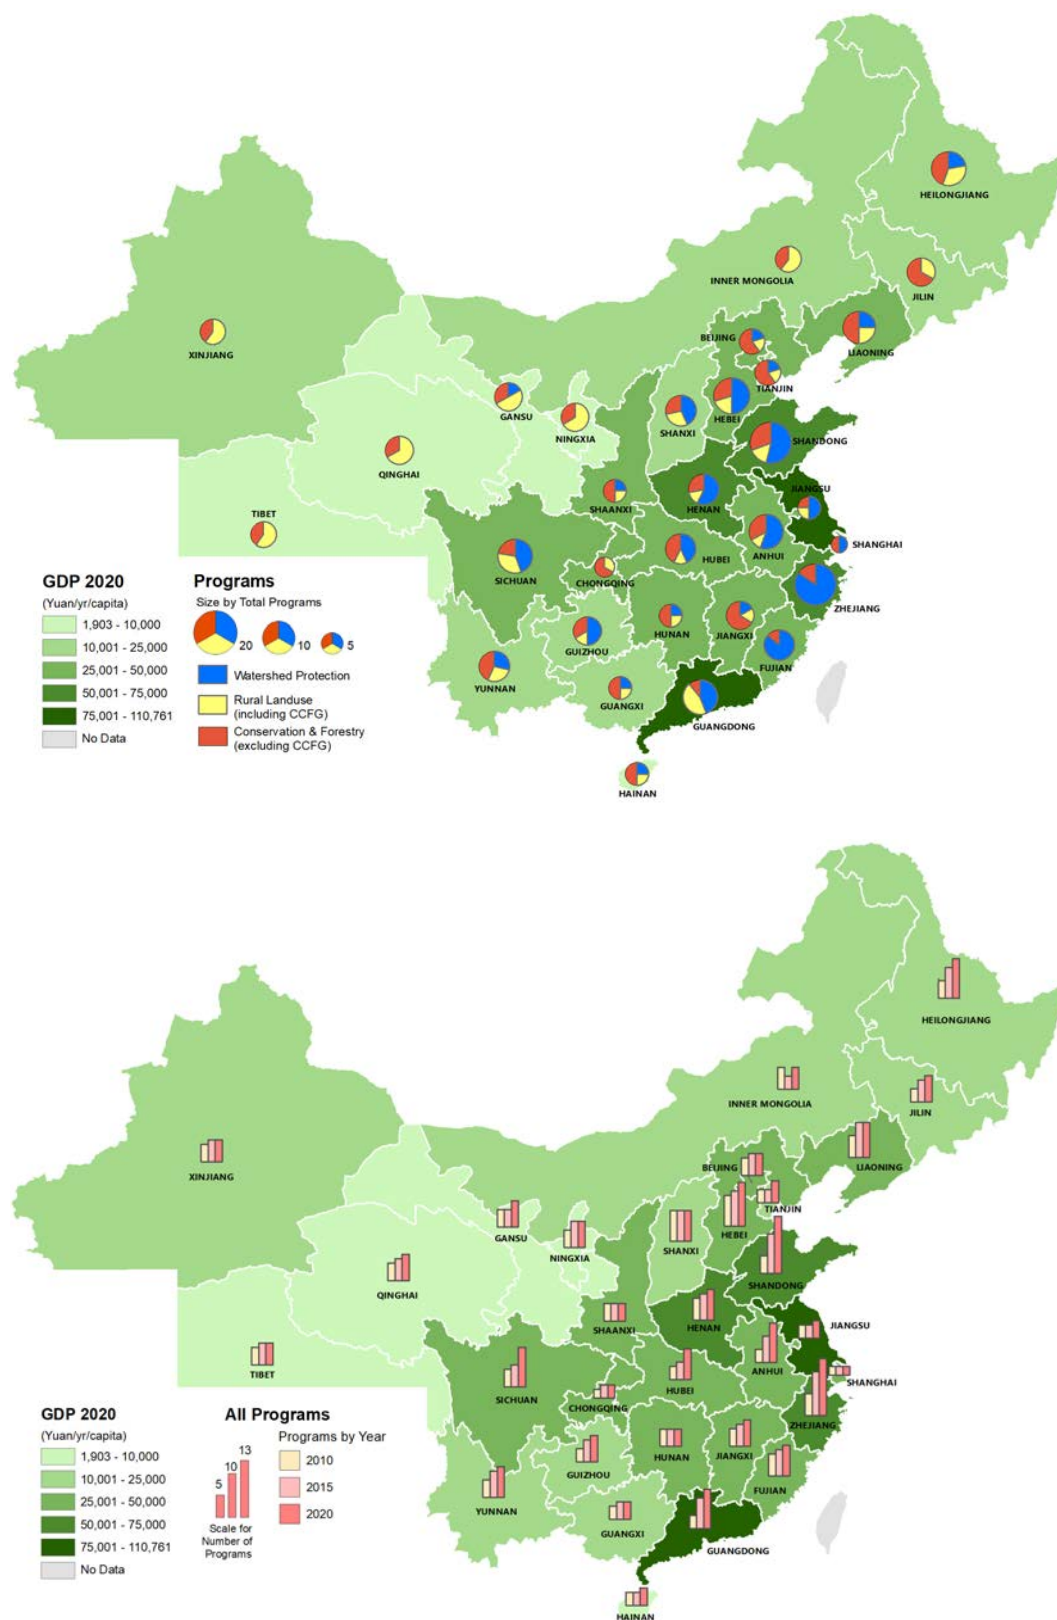 HEILONGJIANG
INNER MONGOLIA
JILIN
XINJIANG
BEIJING
LIAONING
TIANJIN
GANSU
HEBEI
SHANXI
NINGXIA
SHANDONG
QINGHAI
JIANGSU
SHAANXI
HENAN
TIBET
SHANGHAI
ANHUI
HUBEI
SICHUAN
CHONGQING
ZHEJIANG
HUNAN
JIANGXI
GUIZHOU
FUJIAN
YUNNAN
GUANGXI
GUANGDONG
HAINAN
GDP 2020
(Yuan/yr/capita)
1,903 - 10,000
10,001 - 25,000
25,001 - 50,000
50,001 - 75,000
75,001 - 110,761
No Data
Programs
Size by Total Programs
20 10 5
Watershed Protection
Rural Landuse
(including CCFG)
Conservation & Forestry
(excluding CCFG)
HEILONGJIANG
INNER MONGOLIA
JILIN
XINJIANG
BEIJING
LIAONING
TIANJIN
GANSU
HEBEI
SHANXI
NINGXIA
SHANDONG
QINGHAI
JIANGSU
SHAANXI
HENAN
TIBET
ANHUI
SHANGHAI
HUBEI
SICHUAN
CHONGQING
ZHEJIANG
HUNAN
JIANGXI
GUIZHOU
FUJIAN
YUNNAN
GUANGXI
GUANGDONG
HAINAN
GDP 2020
(Yuan/yr/capita)
1,903 - 10,000
10,001 - 25,000
25,001 - 50,000
50,001 - 75,000
75,001 - 110,761
No Data
All Programs
5 10 13
Scale for
Number of
Programs
Programs by Year
2010
2015
2020